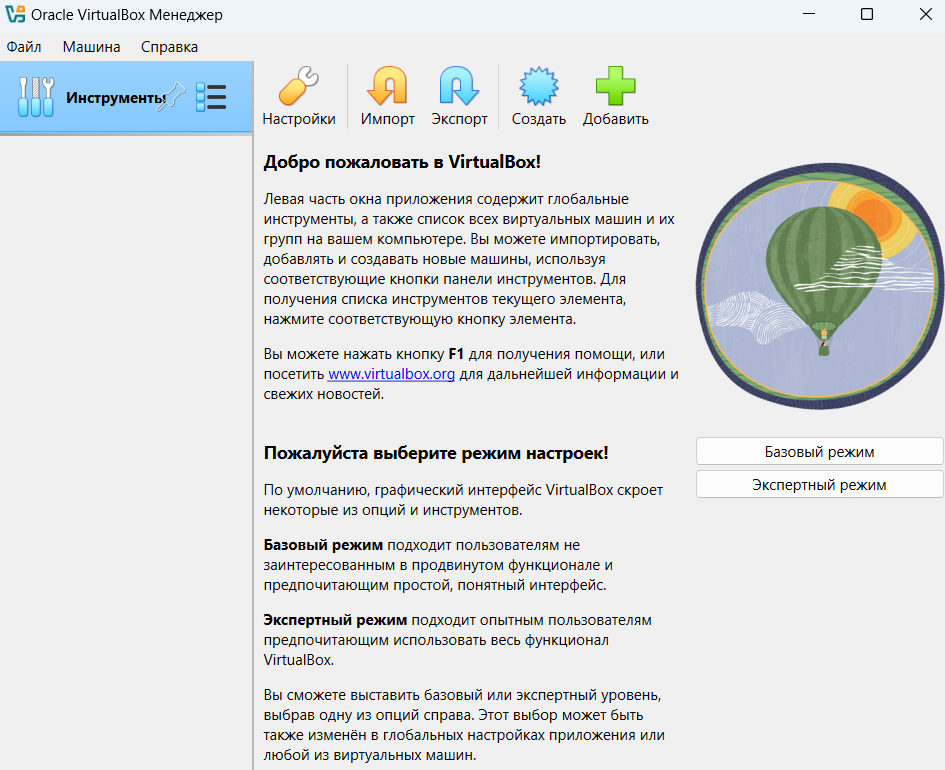 Oracle VirtualBox Менеджер
Файл Машина Справка
Инструменты
Настройки Импорт Экспорт Создать Добавить
Добро пожаловать в VirtualBox!
Левая часть окна приложения содержит глобальные
инструменты, а также список всех виртуальных машин и их
групп на вашем компьютере. Вы можете импортировать,
добавлять и создавать новые машины, используя
соответствующие кнопки панели инструментов. Для
получения списка инструментов текущего элемента,
нажмите соответствующую кнопку элемента.
Вы можете нажать кнопку F1 для получения помощи, или
посетить www.virtualbox.org для дальнейшей информации и
свежих новостей.
Пожалуйста выберите режим настроек!
По умолчанию, графический интерфейс VirtualBox скроет
некоторые из опций и инструментов.
Базовый режим подходит пользователям не
заинтересованным в продвинутом функционале и
предпочитающим простой, понятный интерфейс.
Экспертный режим подходит опытным пользователям
предпочитающим использовать весь функционал
VirtualBox.
Вы сможете выставить базовый или экспертный уровень,
выбрав одну из опций справа. Этот выбор может быть
также изменён в глобальных настройках приложения или
любой из виртуальных машин.
Базовый режим
Экспертный режим